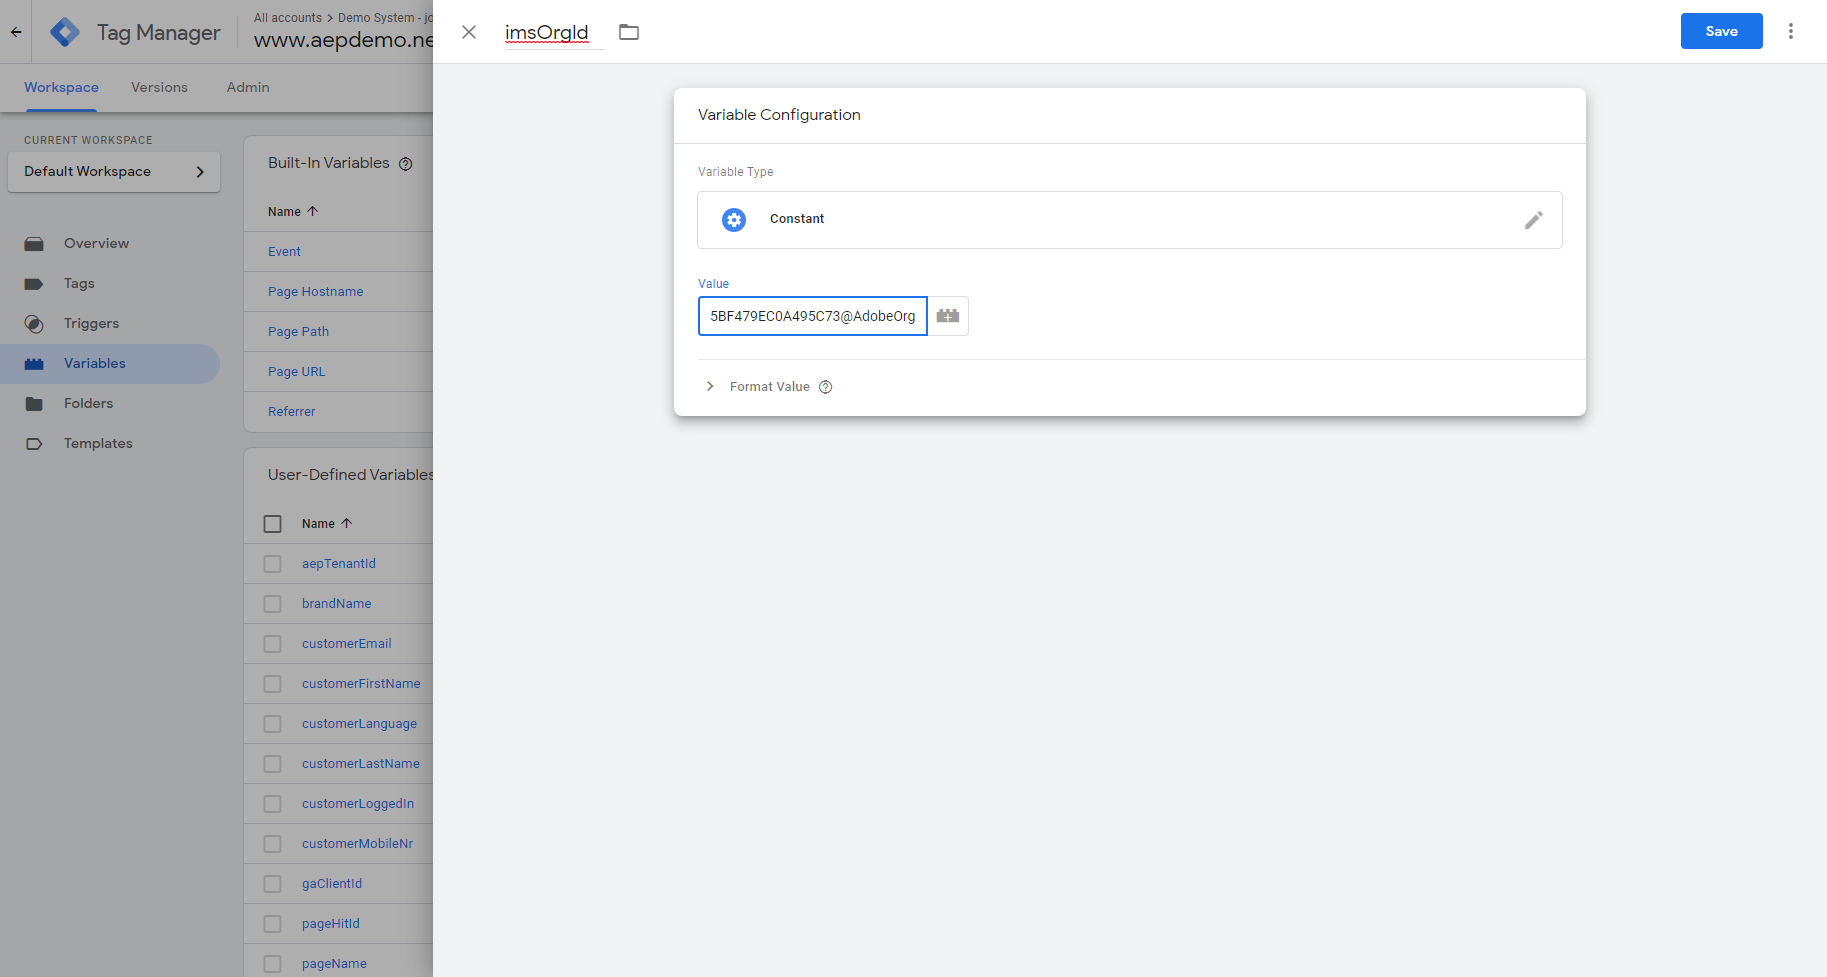 Tag Manager
All accounts > Demo System - jo
www.aepdemo.ne
imsOrgId
Save
Workspace
Versions
Admin
CURRENT WORKSPACE
Default Workspace
Overview
Tags
Triggers
Variables
Folders
Templates
Built-In Variables
Name
Event
Page Hostname
Page Path
Page URL
Referrer
User-Defined Variables
Name
aepTenantId
brandName
customerEmail
customerFirstName
customerLanguage
customerLastName
customerLoggedIn
customerMobileNr
gaClientId
pageHitId
pageName
Variable Configuration
Variable Type
Constant
Value
5BF479EC0A495C73@AdobeOrg
Format Value